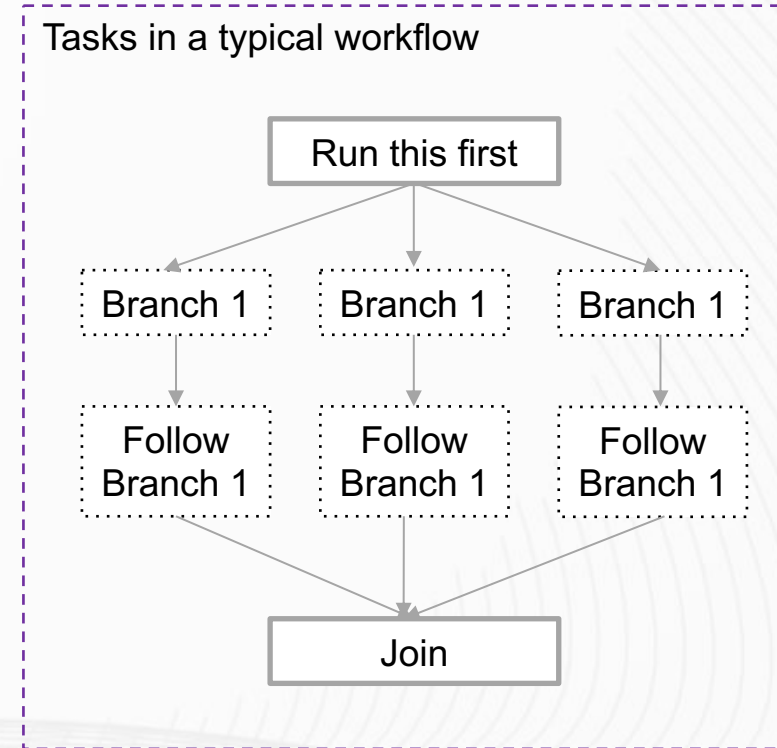 Tasks in a typical workflow
Run this first
Branch 1
Branch 1
Branch 1
Follow
Branch 1
Follow
Branch 1
Follow
Branch 1
Join